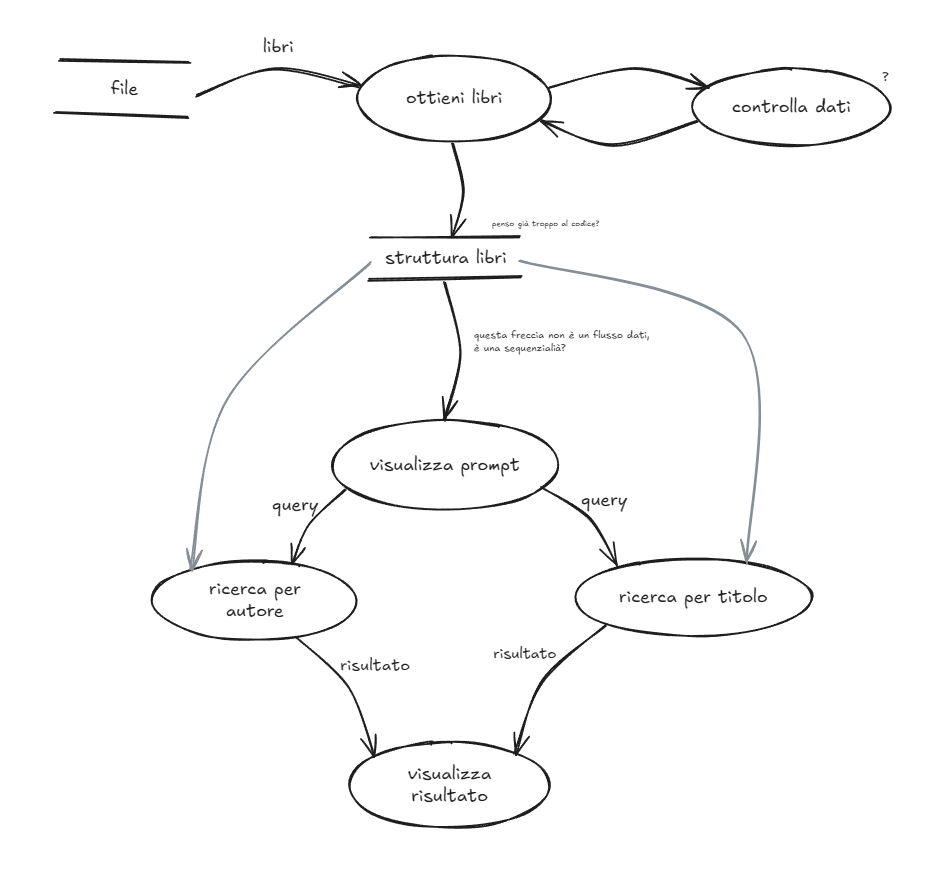 libri
file
ottieni libri
?
controlla dati
penso già troppo al codice?
struttura libri
questa freccia non è un flusso dati,
è una sequenzialià?
visualizza prompt
query
query
ricerca per
autore
ricerca per titolo
risultato
risultato
visualizza
risultato